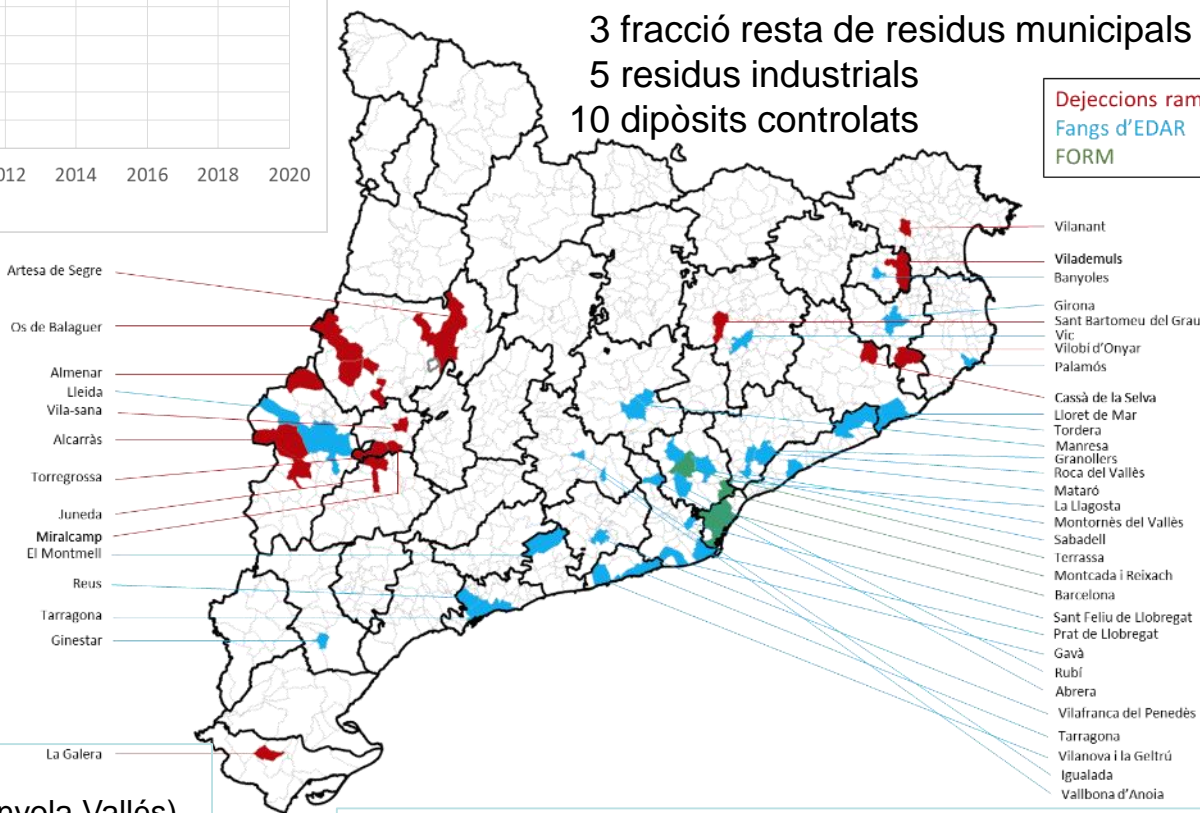 3 fracció resta de residus municipals
5 residus industrials
10 dipòsits controlats
Dejeccions
Fangs d'EDAR
FORM
2014 2016 2018 2020
Artesa de Segre
Os de Balaguer
Almenar
Lleida
Vila-sana
Alcarràs
Torregrossa
Juneda
Miralcamp
El Montmell
Reus
Tarragona
Ginestar
La Galera
Vilanant
Vilademuls
Banyoles
Girona
Sant Bartomeu del Grau
Vic
Vilobí d'Onyar
Palamós
Cassà de la Selva
Lloret de Mar
Tordera
Manresa
Granollers
Roca del Vallès
Mataró
La Llagosta
Montornès del Vallès
Sabadell
Terrassa
Montcada i Reixach
Barcelona
Sant Feliu de Llobregat
Prat de Llobregat
Gavà
Rubí
Abrera
Vilafranca del Penedès
Tarragona
Vilanova i la Geltrú
Igualada
Vallbona d'Anoia